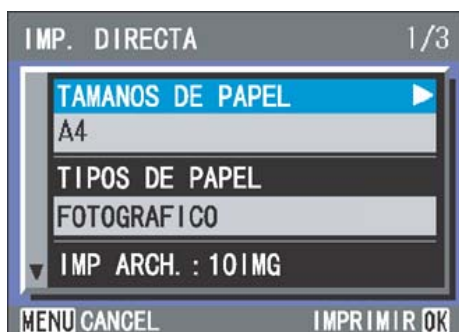 IMP. DIRECTA 1/3
TAMANOS DE PAPEL
A4
TIPOS DE PAPEL
FOTOGRAFICO
IMP ARCH. : 10IMG
MENU CANCEL IMPRIMIR OK